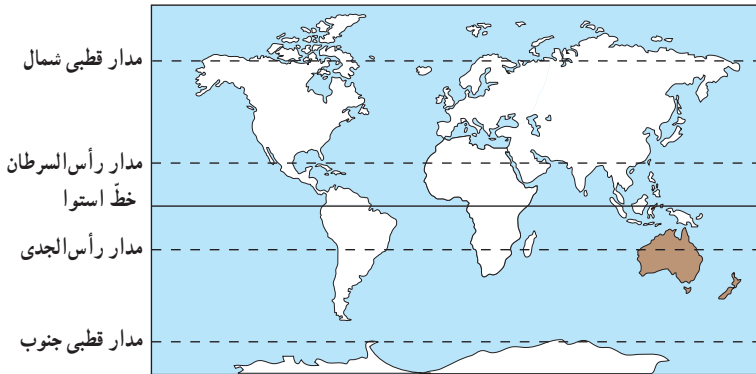 مدار قطبی شمال
مدار رأس‌السرطان
خطّ استوا
مدار رأس‌الجدی
مدار قطبی جنوب